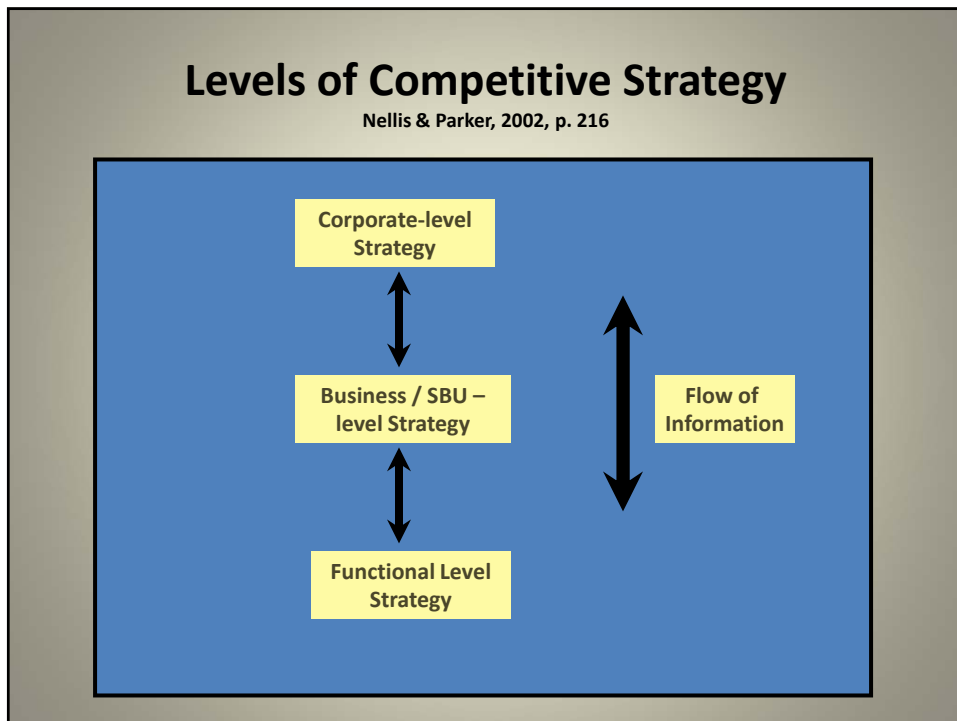 Levels of Competitive Strategy
Nellis & Parker, 2002, p. 216
Corporate-level
Strategy
Business / SBU –
level Strategy
Flow of
Information
Functional Level
Strategy